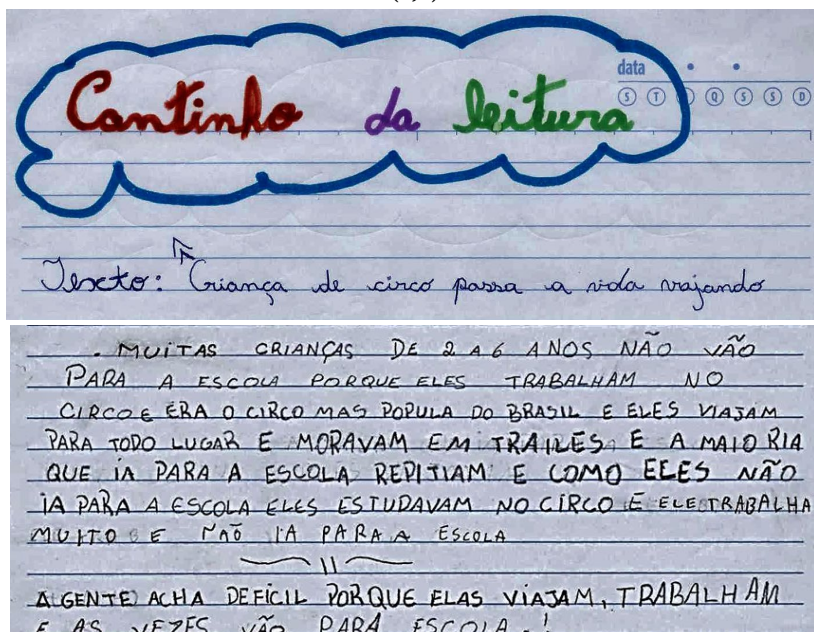 Cantinho da leitura
data
S T Q Q S S D
Texto: Criança de circo passa a vida viajando
. MUITAS CRIANÇAS DE 2 A 6 ANOS NÃO VÃO
PARA A ESCOLA PORQUE ELES TRABALHAM NO
CIRCO E ERA O CIRCO MAS POPULA DO BRASIL E ELES VIAJAM
PARA TODO LUGAR E MORAVAM EM TRAILES E A MAIORIA
QUE IA PARA A ESCOLA REPITIAM E COMO ELES NÃO
IA PARA A ESCOLA ELES ESTUDAVAM NO CIRCO E ELE TRABALHA
MUITO E NÃO IA PARA A ESCOLA
A GENTE ACHA DEFICIL PORQUE ELAS VIAJAM, TRABALHAM
E AS VEZES VÃO PARA ESCOLA.!